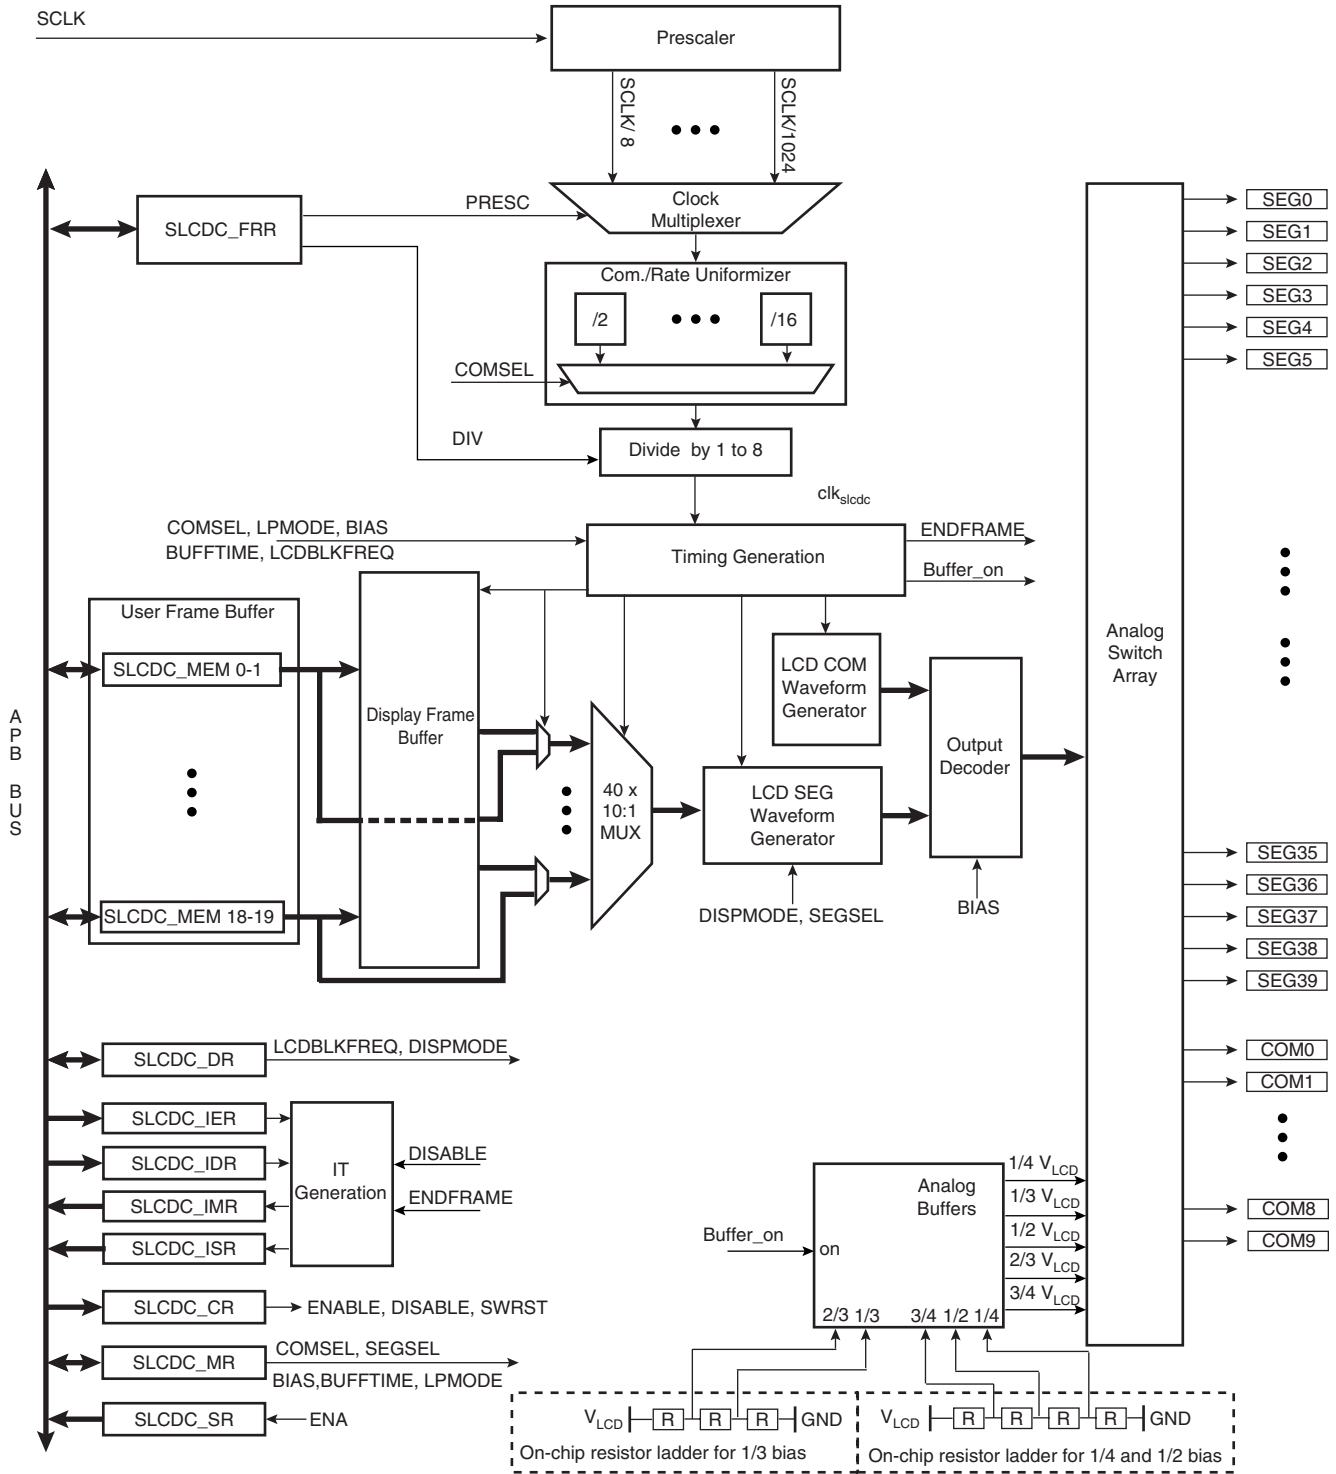 SCLK
Prescaler
SCLK/ 8
SCLK/1024
Clock
Multiplexer
PRESC
SLCDC_FRR
Com./Rate Uniformizer
/2
/16
COMSEL
DIV
Divide by 1 to 8
clkslcdc
COMSEL, LPMODE, BIAS
BUFFTIME, LCDBLKFREQ
Timing Generation
ENDFRAME
Buffer_on
User Frame Buffer
SLCDC_MEM 0-1
SLCDC_MEM 18-19
Display Frame
Buffer
40 x
10:1
MUX
LCD COM
Waveform
Generator
LCD SEG
Waveform
Generator
DISPMODE, SEGSEL
Output
Decoder
BIAS
Analog
Switch
Array
APB BUS
SEG0
SEG1
SEG2
SEG3
SEG4
SEG5
SEG35
SEG36
SEG37
SEG38
SEG39
COM0
COM1
COM8
COM9
SLCDC_DR
LCDBLKFREQ, DISPMODE
SLCDC_IER
SLCDC_IDR
SLCDC_IMR
SLCDC_ISR
IT
Generation
DISABLE
ENDFRAME
SLCDC_CR
ENABLE, DISABLE, SWRST
SLCDC_MR
COMSEL, SEGSEL
BIAS,BUFFTIME, LPMODE
SLCDC_SR
ENA
Buffer_on
on
Analog
Buffers
2/3 1/3 3/4 1/2 1/4
1/4 VLCD
1/3 VLCD
1/2 VLCD
2/3 VLCD
3/4 VLCD
VLCD R R R GND
On-chip resistor ladder for 1/3 bias
VLCD R R R R GND
On-chip resistor ladder for 1/4 and 1/2 bias